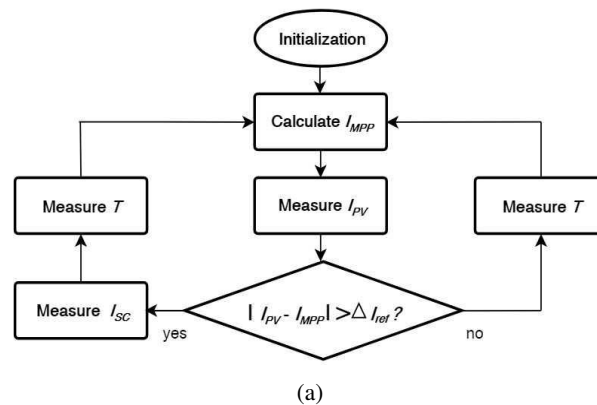 Initialization
Calculate I_MPP
Measure T
Measure I_PV
Measure T
Measure I_SC
| I_PV - I_MPP | > Δ I_ref ?
yes
no
(a)